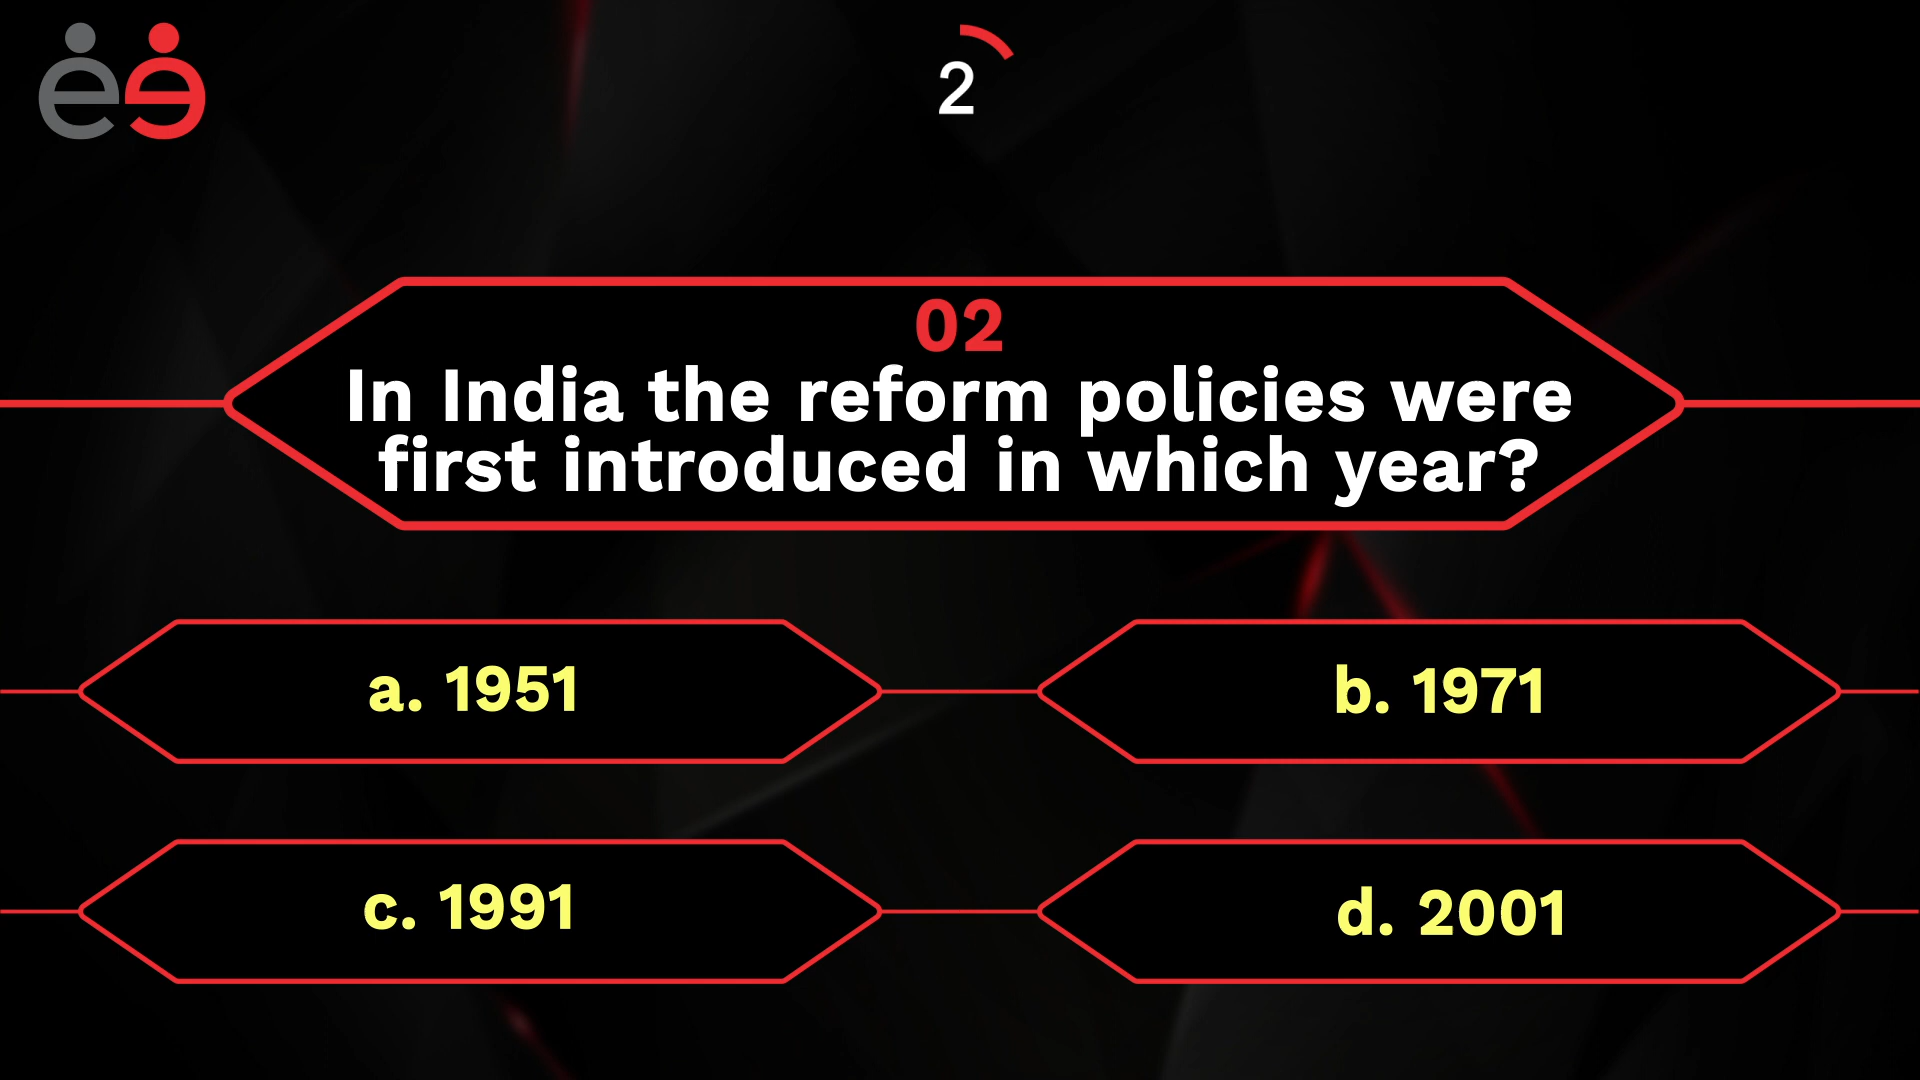 2
02
In India the reform policies were
first introduced in which year?
a. 1951
b. 1971
c. 1991
d. 2001